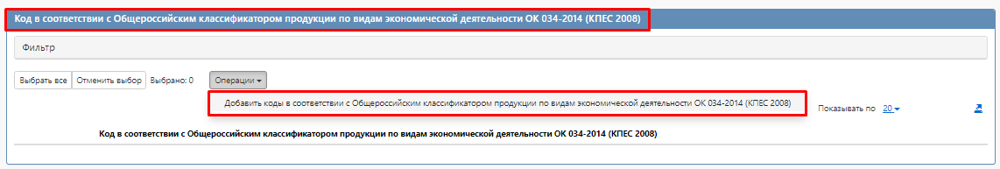 Код в соответствии с Общероссийским классификатором продукции по видам экономической деятельности ОК 034-2014 (КПЕС 2008)
Фильтр
Выбрать все Отменить выбор Выбрано: 0 Операции
Добавить коды в соответствии с Общероссийским классификатором продукции по видам экономической деятельности ОК 034-2014 (КПЕС 2008)
Показывать по 20
Код в соответствии с Общероссийским классификатором продукции по видам экономической деятельности ОК 034-2014 (КПЕС 2008)